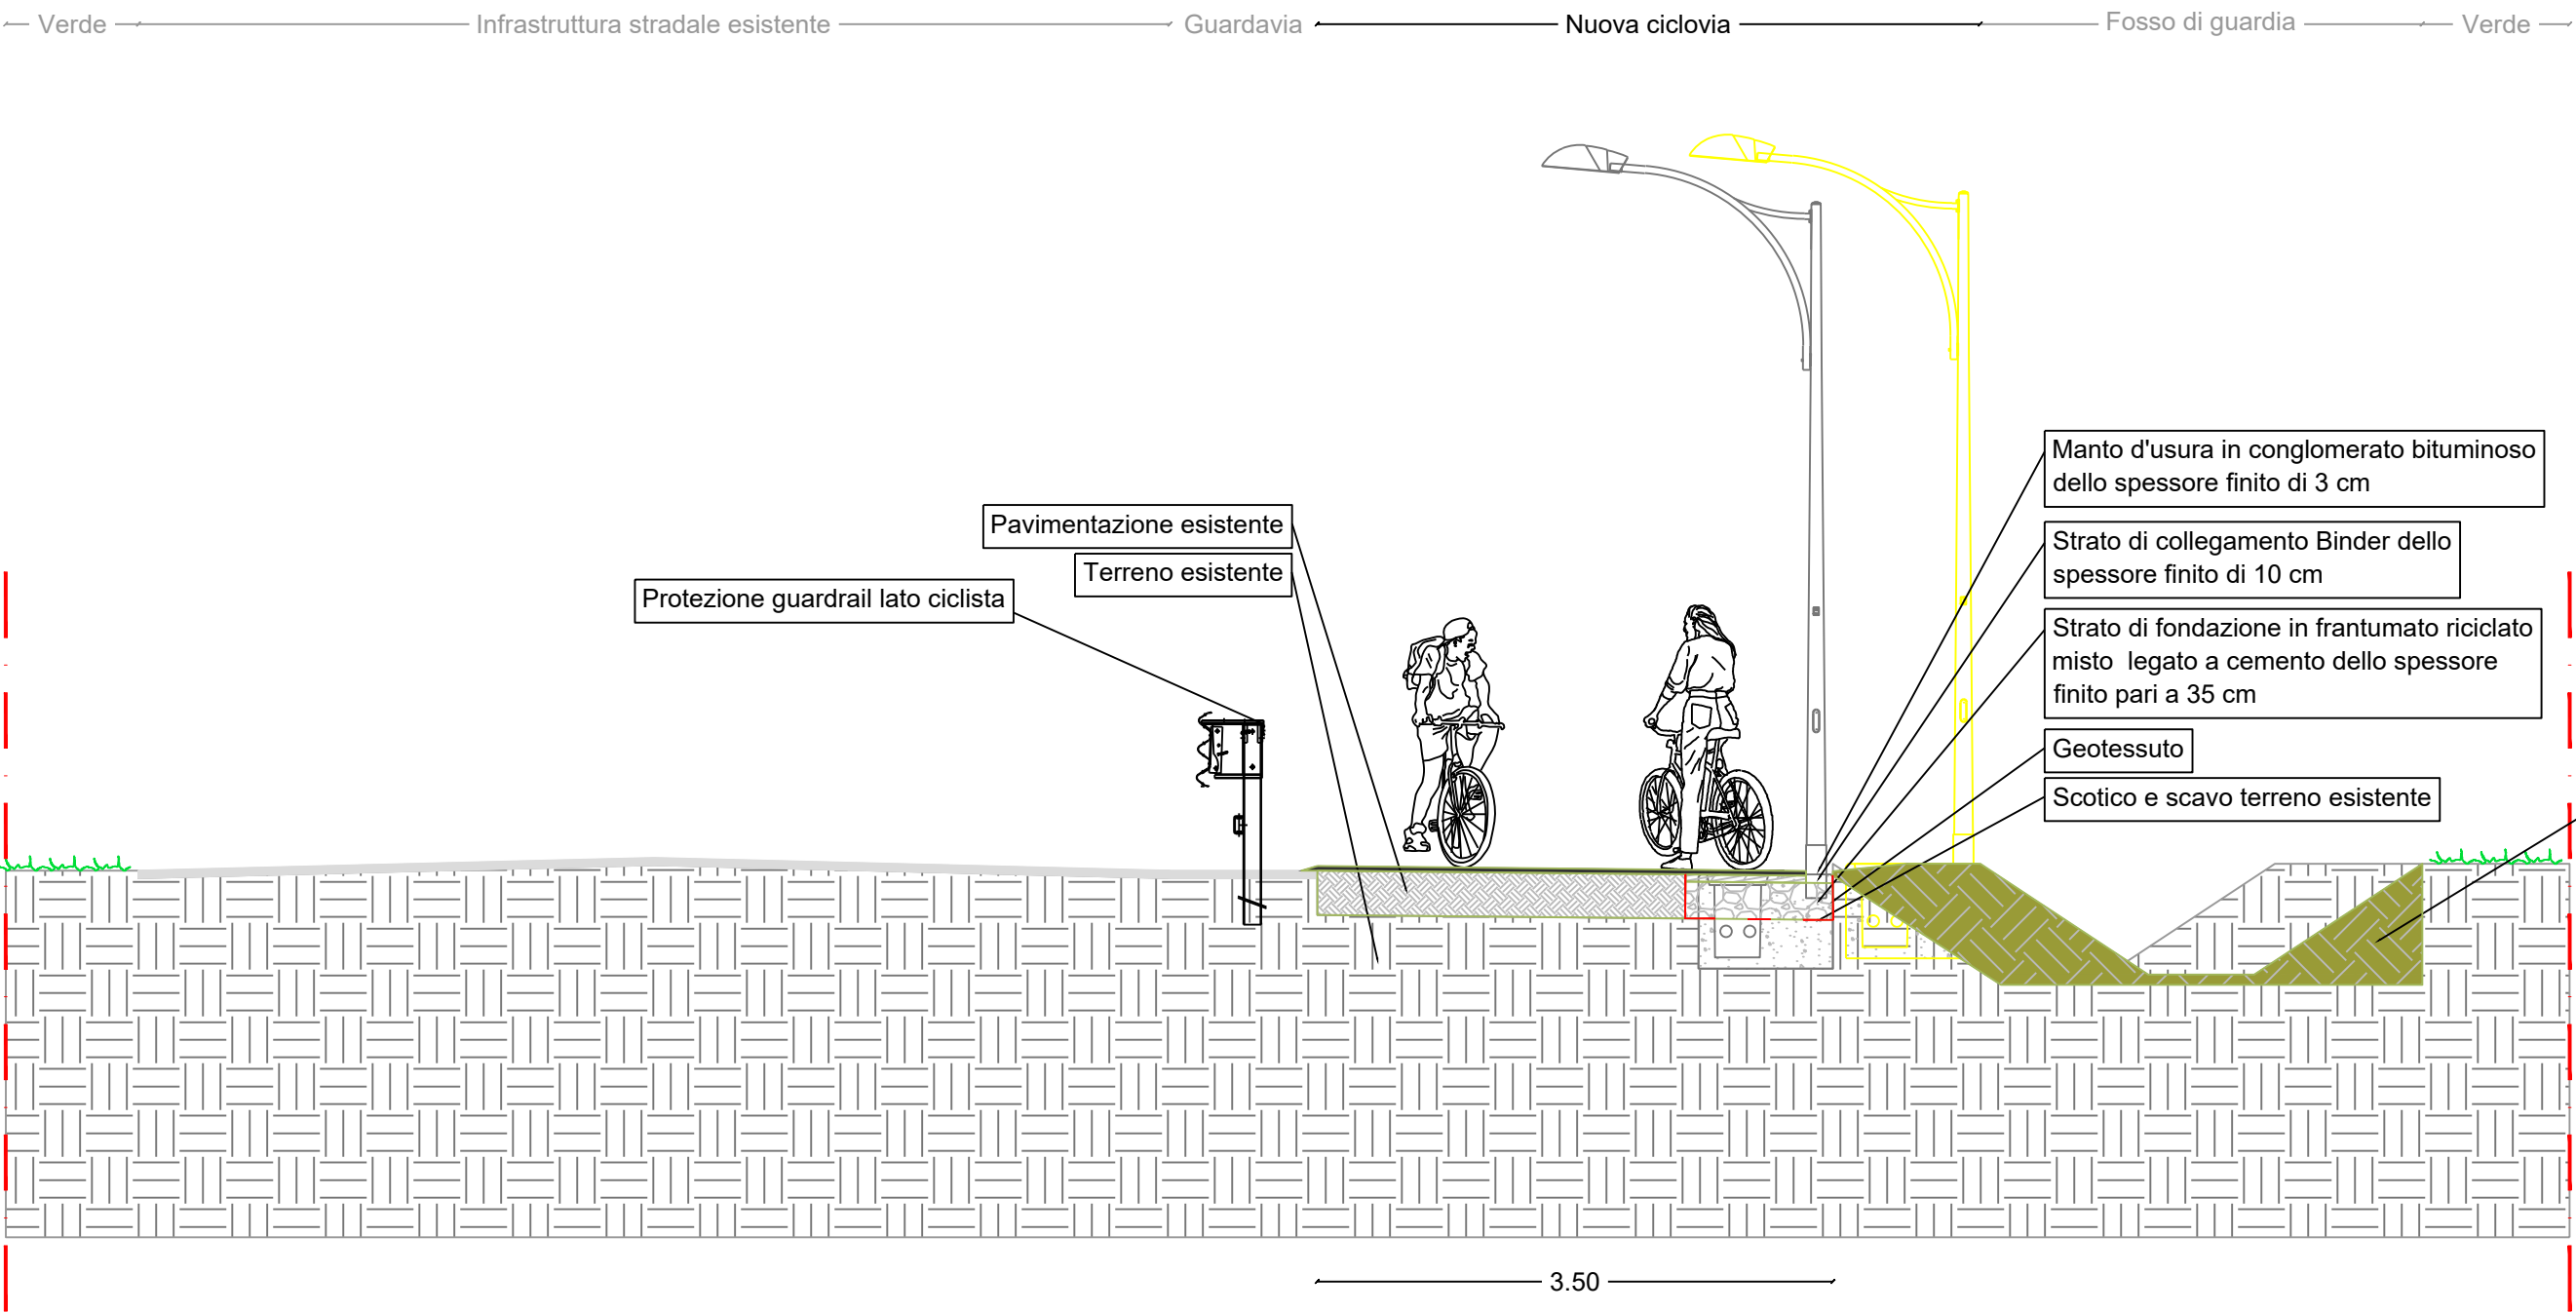 Verde
Infrastruttura stradale esistente
Guardavia
Nuova ciclovia
Fosso di guardia
Verde
Manto d'usura in conglomerato bituminoso
dello spessore finito di 3 cm
Pavimentazione esistente
Strato di collegamento Binder dello
spessore finito di 10 cm
Terreno esistente
Protezione guardrail lato ciclista
Strato di fondazione in frantumato riciclato
misto  legato a cemento dello spessore
finito pari a 35 cm
Geotessuto
Scotico e scavo terreno esistente
3.50